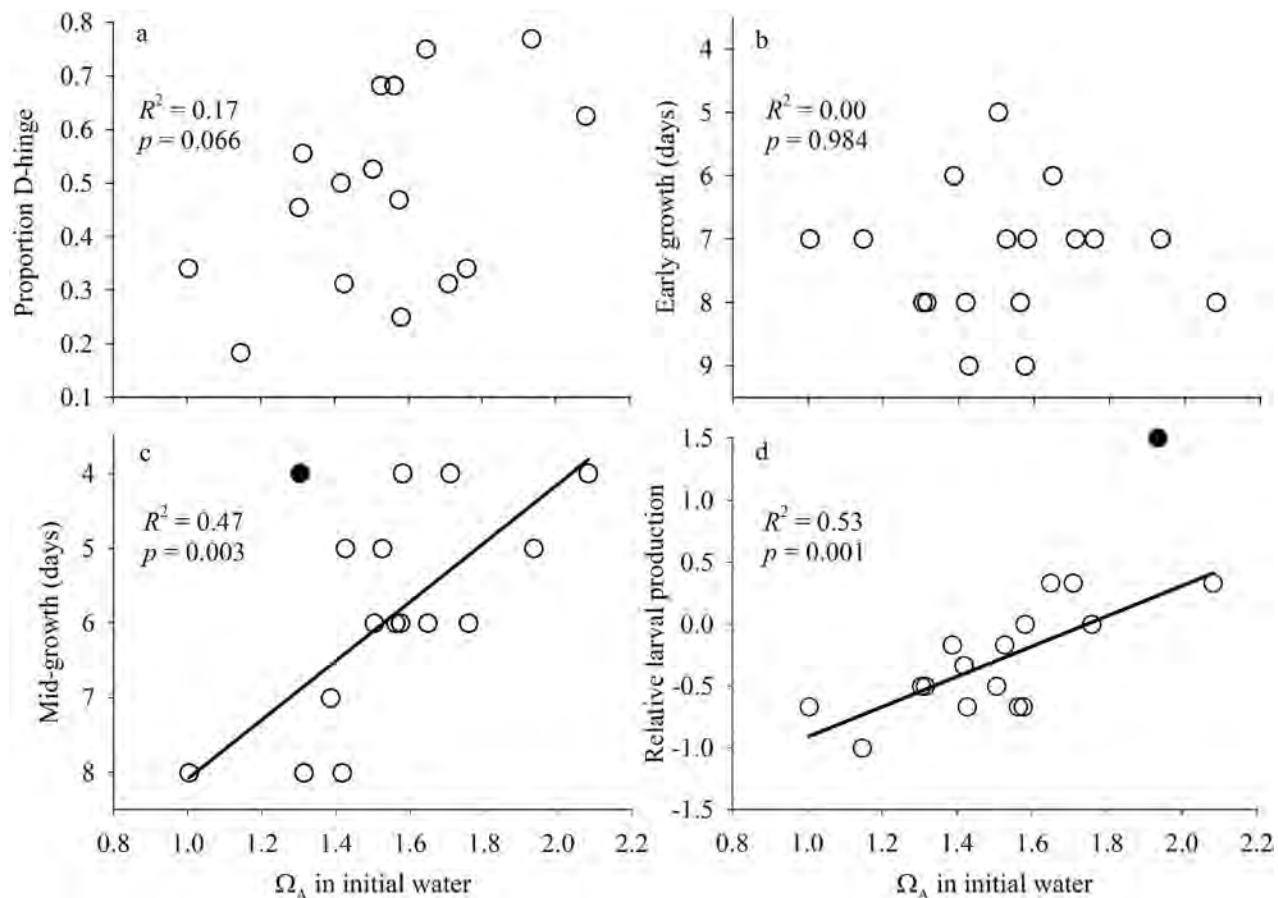 a
R² = 0.17
p = 0.066
Proportion D-hinge
0.8
0.7
0.6
0.5
0.4
0.3
0.2
0.1
b
R² = 0.00
p = 0.984
Early growth (days)
4
5
6
7
8
9
c
R² = 0.47
p = 0.003
Mid-growth (days)
4
5
6
7
8
0.8 1.0 1.2 1.4 1.6 1.8 2.0 2.2
Ω_A in initial water
d
R² = 0.53
p = 0.001
Relative larval production
1.5
1.0
0.5
0.0
-0.5
-1.0
-1.5
0.8 1.0 1.2 1.4 1.6 1.8 2.0 2.2
Ω_A in initial water